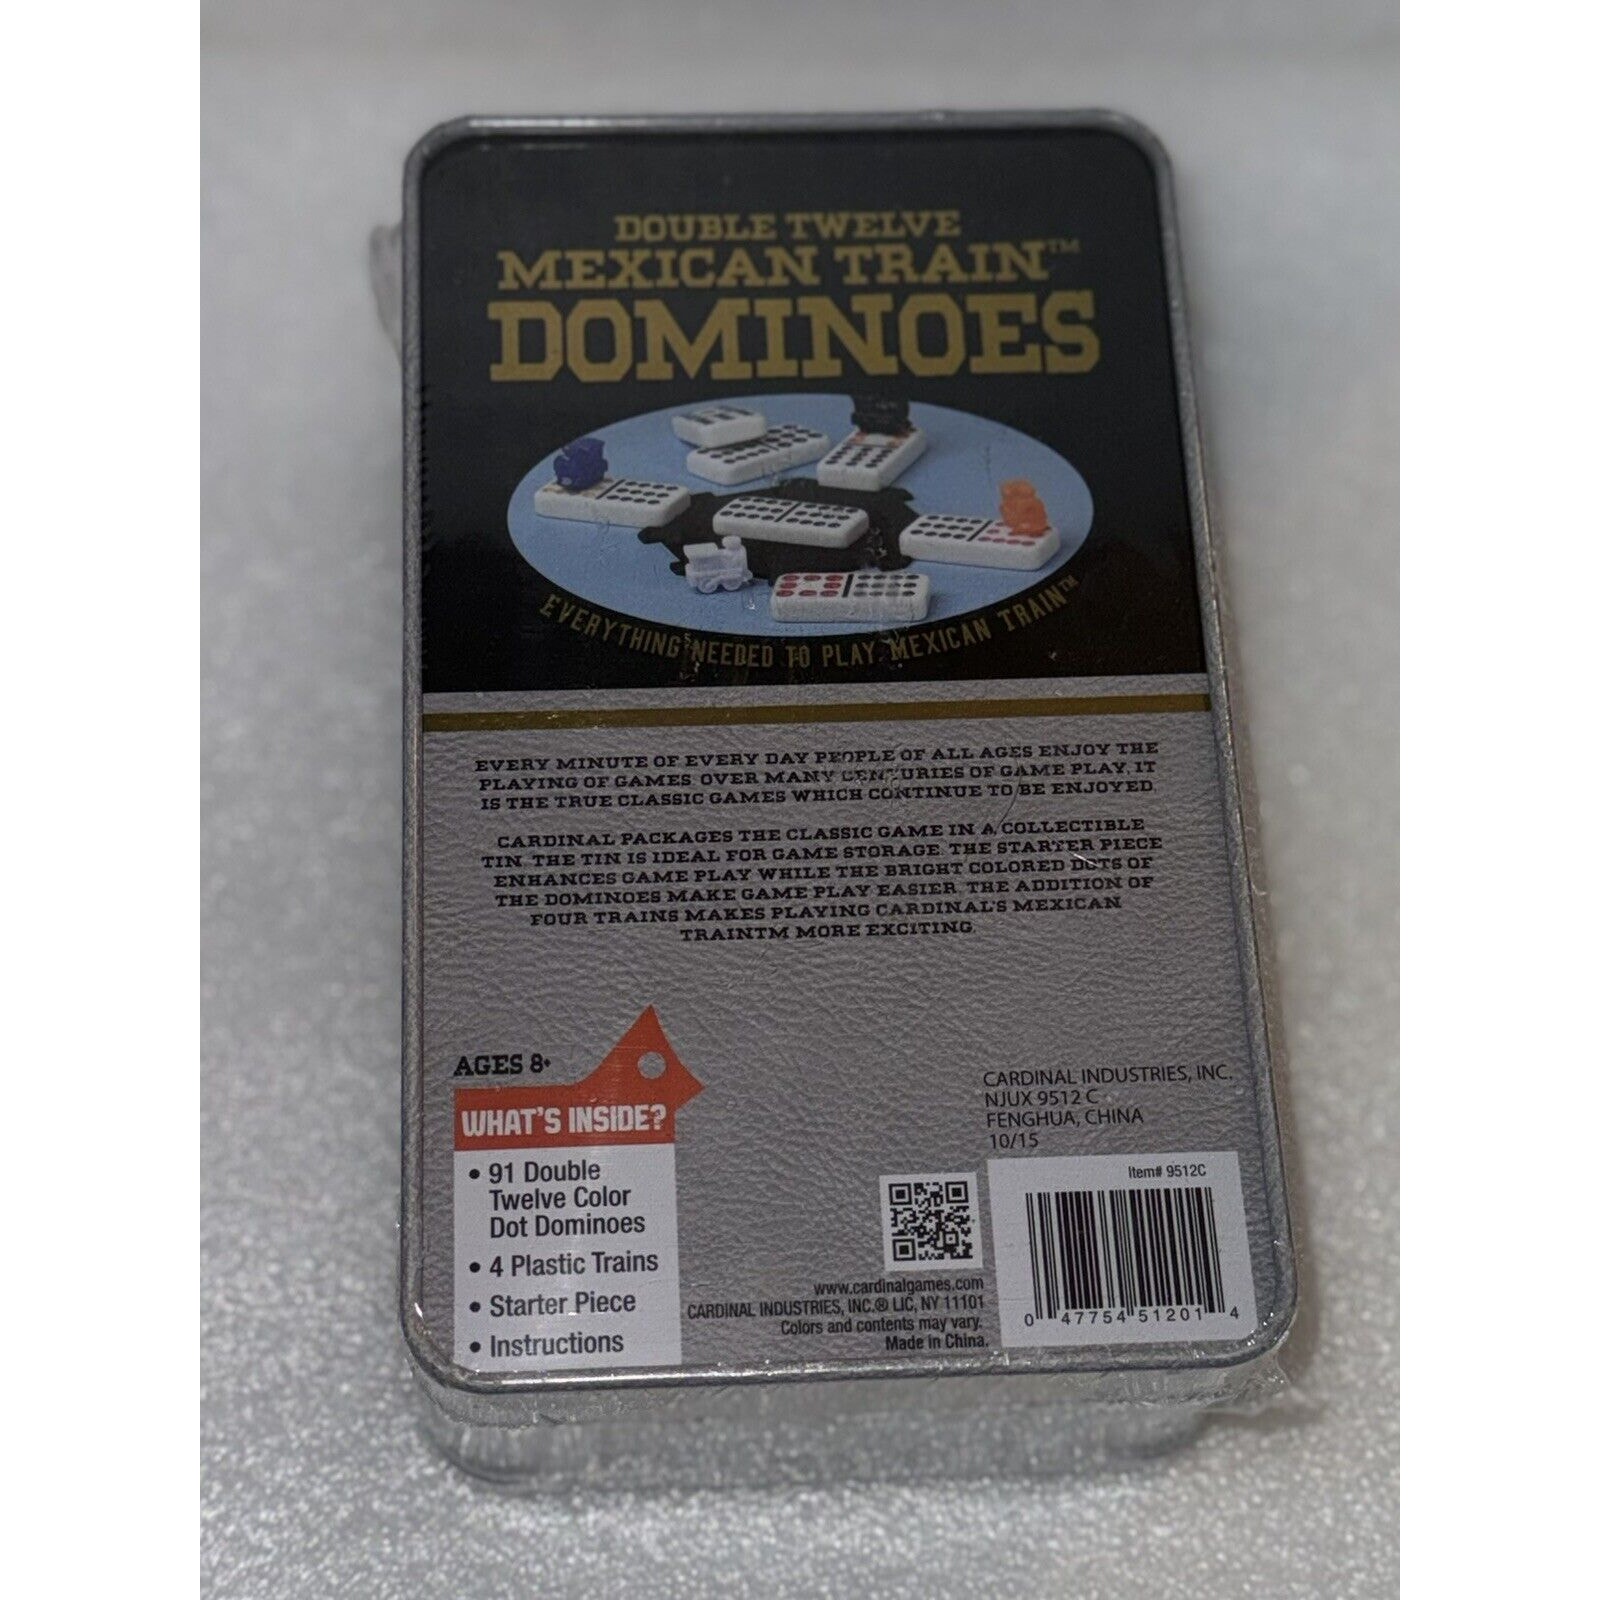 DOUBLE TWELVE
MEXICAN TRAIN™
DOMINOES
EVERYTHING NEEDED TO PLAY MEXICAN TRAIN™
EVERY MINUTE OF EVERY DAY PEOPLE OF ALL AGES ENJOY THE
PLAYING OF GAMES. OVER MANY CENTURIES OF GAME PLAY, IT
IS THE TRUE CLASSIC GAMES WHICH CONTINUE TO BE ENJOYED.
CARDINAL PACKAGES THE CLASSIC GAME IN A COLLECTIBLE
TIN. THE TIN IS IDEAL FOR GAME STORAGE. THE STARTER PIECE
ENHANCES GAME PLAY WHILE THE BRIGHT COLORED DOTS OF
THE DOMINOES MAKE GAME PLAY EASIER. THE ADDITION OF
FOUR TRAINS MAKES PLAYING CARDINAL'S MEXICAN
TRAINTM MORE EXCITING.
AGES 8+
WHAT'S INSIDE?
• 91 Double
Twelve Color
Dot Dominoes
• 4 Plastic Trains
• Starter Piece
• Instructions
CARDINAL INDUSTRIES, INC.
NJUX 9512 C
FENGHUA, CHINA
10/15
Item# 9512C
0 47754 51201 4
www.cardinalgames.com
CARDINAL INDUSTRIES, INC.® LIC, NY 11101
Colors and contents may vary.
Made in China.